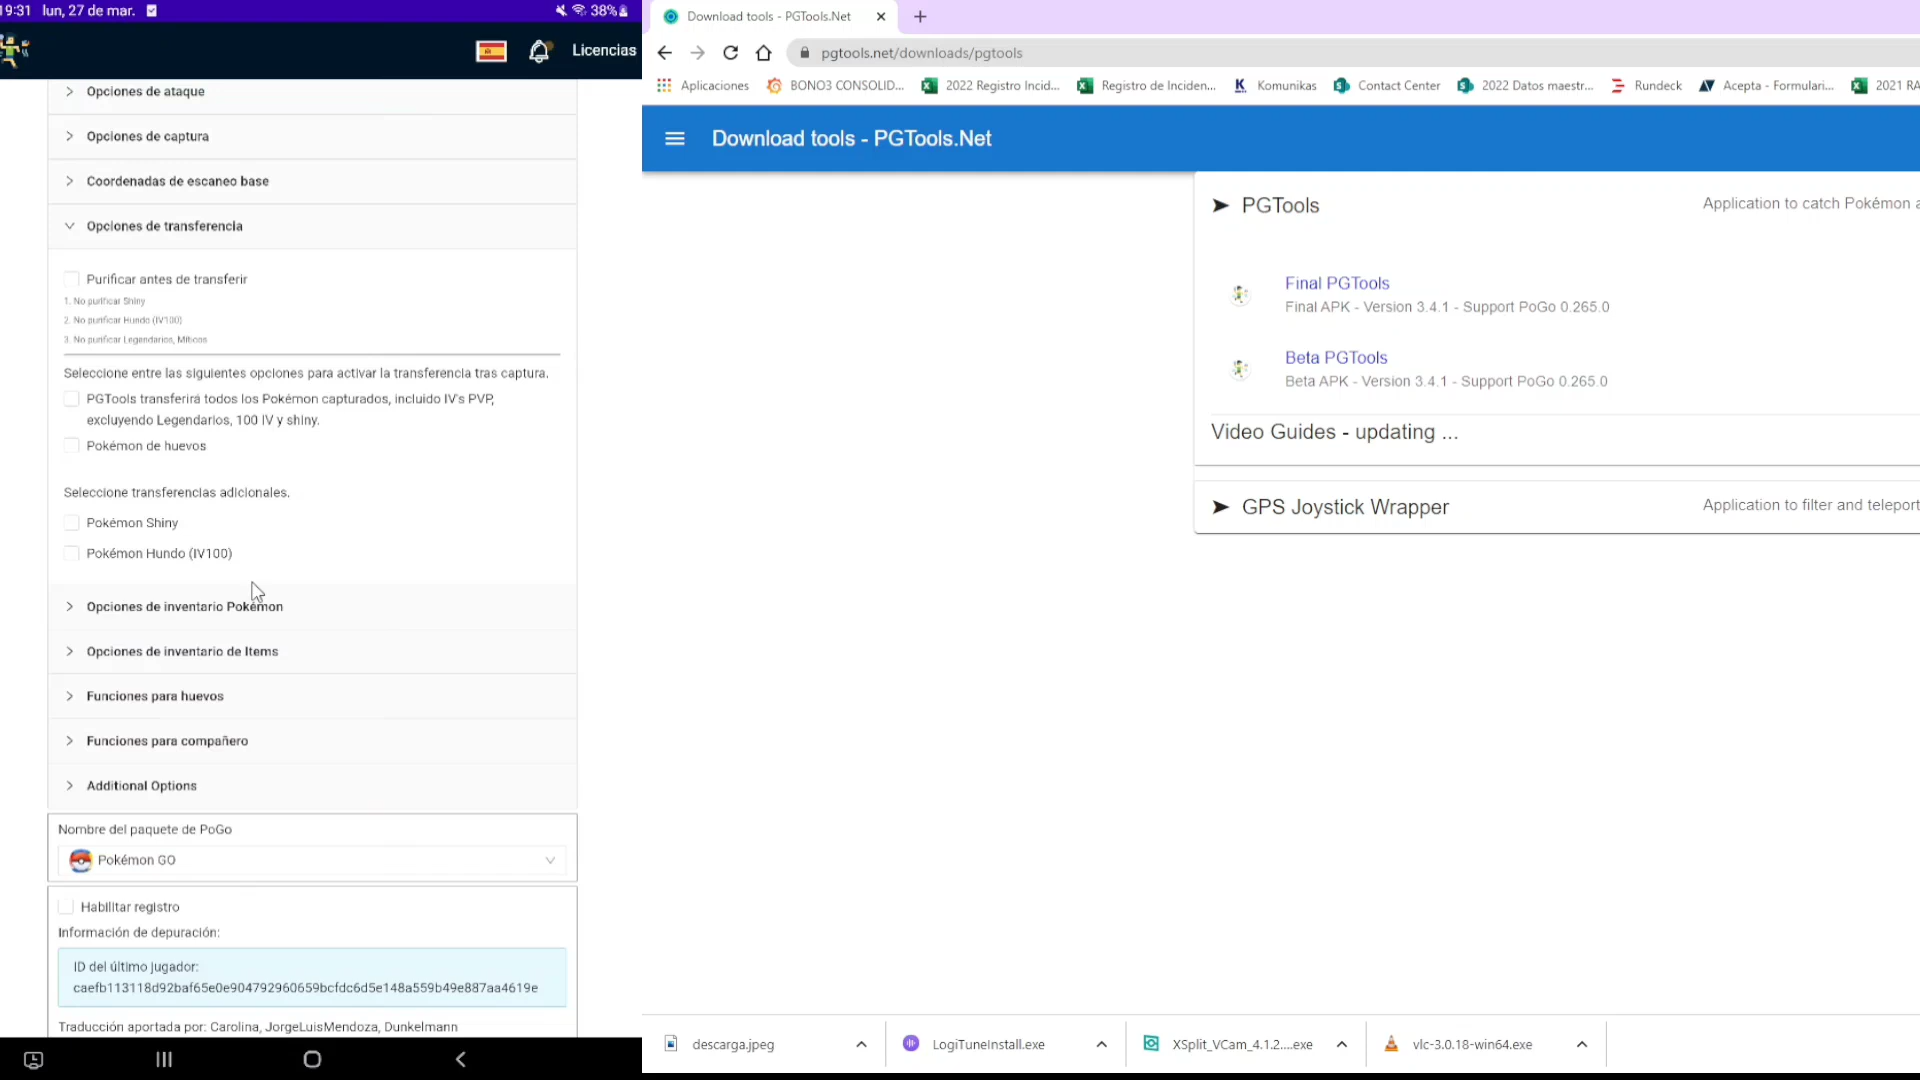 19:31 lun, 27 de mar. 38%
Licencias
Opciones de ataque
Opciones de captura
Coordenadas de escaneo base
Opciones de transferencia
Purificar antes de transferir
1. No purificar Shiny
2. No purificar Hundo (IV100)
3. No purificar Legendarios, Míticos
Seleccione entre las siguientes opciones para activar la transferencia tras captura.
PGTools transferirá todos los Pokémon capturados, incluido IV's PVP,
excluyendo Legendarios, 100 IV y shiny.
Pokémon de huevos
Seleccione transferencias adicionales.
Pokémon Shiny
Pokémon Hundo (IV100)
Opciones de inventario Pokémon
Opciones de inventario de Items
Funciones para huevos
Funciones para compañero
Additional Options
Nombre del paquete de PoGo
Pokémon GO
Habilitar registro
Información de depuración:
ID del último jugador:
caefb113118d92baf65e0e904792960659bcfdc6d5e148a559b49e887aa4619e
Traducción aportada por: Carolina, JorgeLuisMendoza, Dunkelmann
Download tools - PGTools.Net
pgtools.net/downloads/pgtools
Aplicaciones BONO3 CONSOLID... 2022 Registro Incid... Registro de Inciden... Komunikas Contact Center 2022 Datos maestr... Rundeck Acepta - Formulari... 2021 RA
Download tools - PGTools.Net
PGTools Application to catch Pokémon a
Final PGTools
Final APK - Version 3.4.1 - Support PoGo 0.265.0
Beta PGTools
Beta APK - Version 3.4.1 - Support PoGo 0.265.0
Video Guides - updating ...
GPS Joystick Wrapper Application to filter and teleport
descarga.jpeg LogiTuneInstall.exe XSplit_VCam_4.1.2....exe vlc-3.0.18-win64.exe